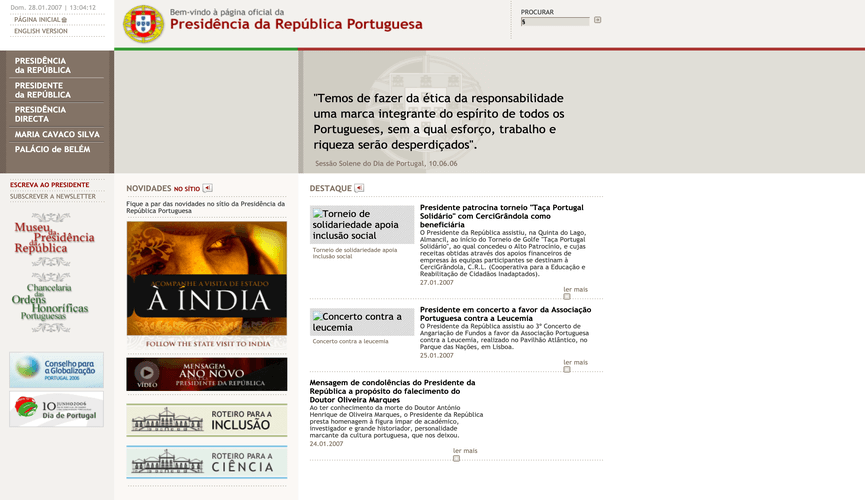 Dom. 28.01.2007 | 13:04:12
PÁGINA INICIAL
ENGLISH VERSION
Bem-vindo à página oficial da
Presidência da República Portuguesa
PROCURAR
s
PRESIDÊNCIA
da REPÚBLICA
PRESIDENTE
da REPÚBLICA
PRESIDÊNCIA
DIRECTA
MARIA CAVACO SILVA
PALÁCIO de BELÉM
"Temos de fazer da ética da responsabilidade
uma marca integrante do espírito de todos os
Portugueses, sem a qual esforço, trabalho e
riqueza serão desperdiçados".
Sessão Solene do Dia de Portugal, 10.06.06
ESCREVA AO PRESIDENTE
SUBSCREVER A NEWSLETTER
Museu
da Presidência
da República
Chancelaria
das
Ordens
Honoríficas
Portuguesas
Conselho para
a Globalização
PORTUGAL 2006
10 JUNHO 2006
Dia de Portugal
NOVIDADES NO SÍTIO
Fique a par das novidades no sítio da Presidência da
República Portuguesa
ACOMPANHE A VISITA DE ESTADO
À ÍNDIA
FOLLOW THE STATE VISIT TO INDIA
VÍDEO
MENSAGEM
ANO NOVO
PRESIDENTE DA REPÚBLICA
ROTEIRO PARA A
INCLUSÃO
ROTEIRO PARA A
CIÊNCIA
DESTAQUE
Torneio de
solidariedade apoia
inclusão social
Torneio de solidariedade apoia
inclusão social
Presidente patrocina torneio "Taça Portugal
Solidário" com CerciGrândola como
beneficiária
O Presidente da República assistiu, na Quinta do Lago,
Almancil, ao início do Torneio de Golfe "Taça Portugal
Solidário", ao qual concedeu o Alto Patrocínio, e cujas
receitas obtidas através dos apoios financeiros de
empresas às equipas participantes se destinam à
CerciGrândola, C.R.L. (Cooperativa para a Educação e
Reabilitação de Cidadãos Inadaptados).
27.01.2007
ler mais
Concerto contra a
leucemia
Concerto contra a leucemia
Presidente em concerto a favor da Associação
Portuguesa contra a Leucemia
O Presidente da República assistiu ao 3º Concerto de
Angariação de Fundos a favor da Associação Portuguesa
contra a Leucemia, realizado no Pavilhão Atlântico, no
Parque das Nações, em Lisboa.
25.01.2007
ler mais
Mensagem de condolências do Presidente da
República a propósito do falecimento do
Doutor Oliveira Marques
Ao ter conhecimento da morte do Doutor António
Henrique de Oliveira Marques, o Presidente da República
presta homenagem à figura ímpar de académico,
investigador e grande historiador, personalidade
marcante da cultura portuguesa, que nos deixou.
24.01.2007
ler mais